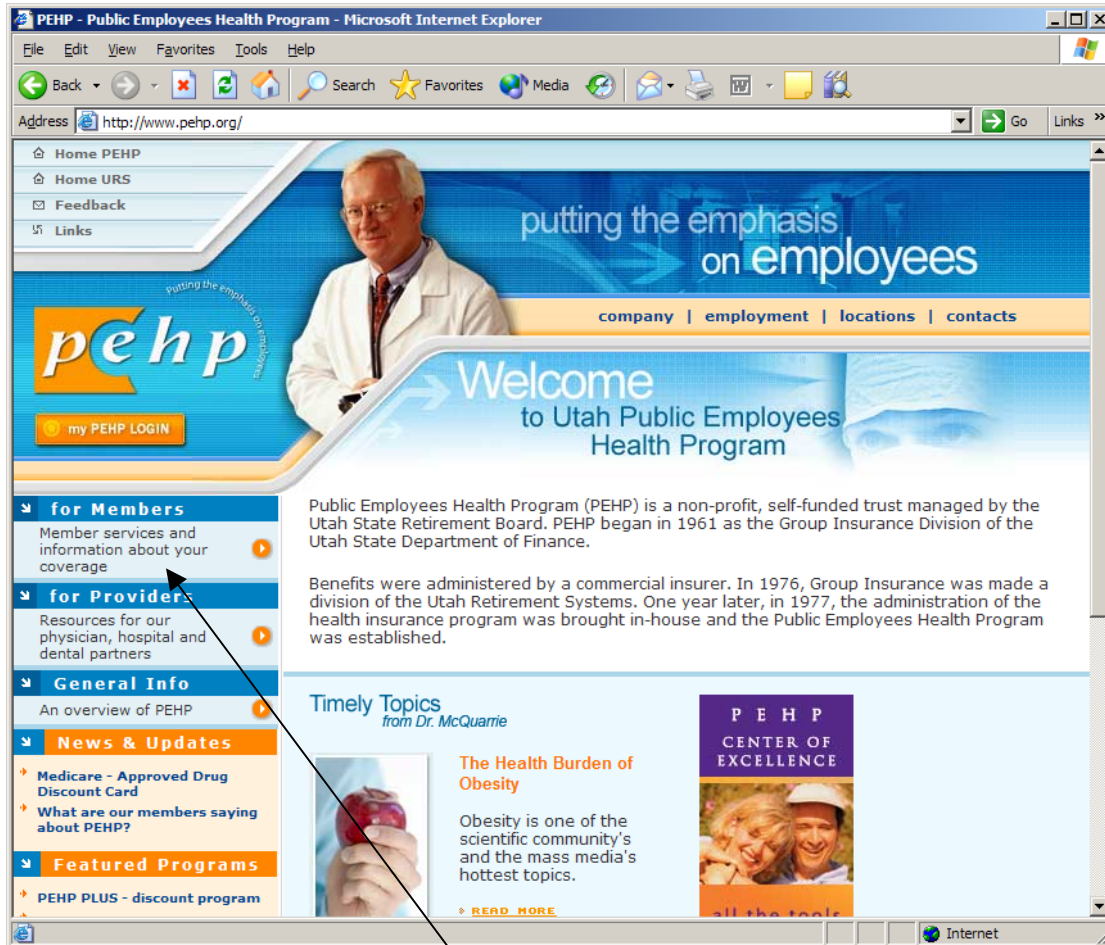 PEHP - Public Employees Health Program - Microsoft Internet Explorer
File Edit View Favorites Tools Help
Back Search Favorites Media
Address http://www.pehp.org/ Go Links »
Home PEHP
Home URS
Feedback
Links
putting the emphasis
on employees
Putting the emphasis on employees
pehp
company | employment | locations | contacts
my PEHP LOGIN
Welcome
to Utah Public Employees
Health Program
for Members
Member services and
information about your
coverage
for Providers
Resources for our
physician, hospital and
dental partners
General Info
An overview of PEHP
News & Updates
Medicare - Approved Drug
Discount Card
What are our members saying
about PEHP?
Featured Programs
PEHP PLUS - discount program
Public Employees Health Program (PEHP) is a non-profit, self-funded trust managed by the
Utah State Retirement Board. PEHP began in 1961 as the Group Insurance Division of the
Utah State Department of Finance.
Benefits were administered by a commercial insurer. In 1976, Group Insurance was made a
division of the Utah Retirement Systems. One year later, in 1977, the administration of the
health insurance program was brought in-house and the Public Employees Health Program
was established.
Timely Topics
from Dr. McQuarrie
The Health Burden of
Obesity
Obesity is one of the
scientific community's
and the mass media's
hottest topics.
READ MORE
PEHP
CENTER OF
EXCELLENCE
all the tools
Internet